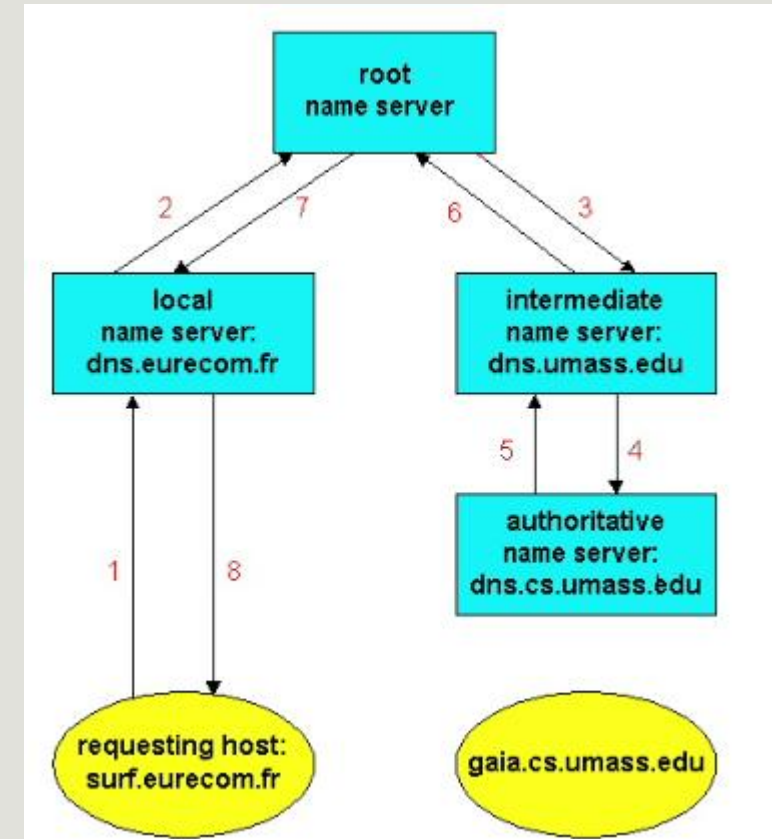 root
name server
2
7
6
3
local
name server:
dns.eurecom.fr
intermediate
name server:
dns.umass.edu
5
4
authoritative
name server:
dns.cs.umass.edu
1
8
requesting host:
surf.eurecom.fr
gaia.cs.umass.edu